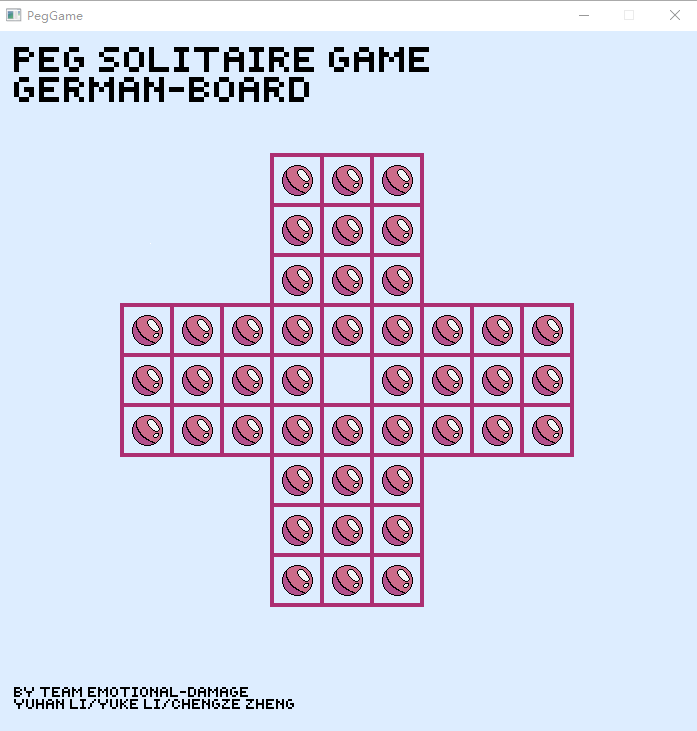 PegGame
PEG SOLITAIRE GAME
GERMAN-BOARD
BY TEAM EMOTIONAL-DAMAGE
YUHAN LI/YUKE LI/CHENGZE ZHENG